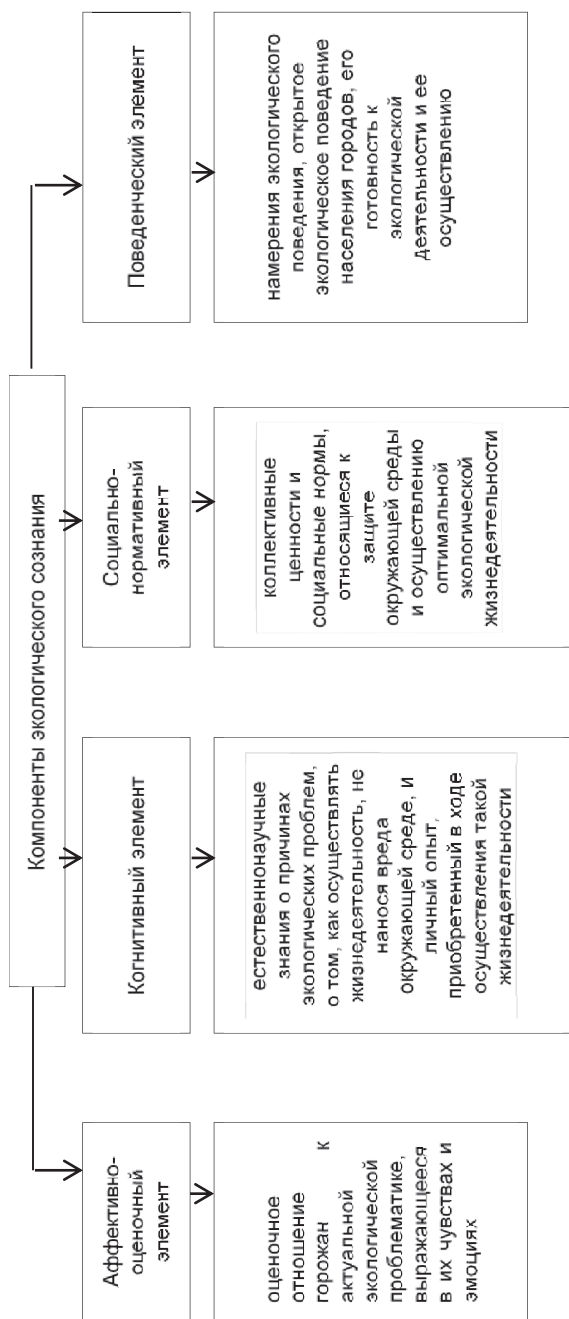 Компоненты экологического сознания
Аффективно-
оценочный
элемент
оценочное
отношение
горожан к
актуальной
экологической
проблематике,
выражающееся
в их чувствах и
эмоциях
Когнитивный элемент
естественнонаучные
знания о причинах
экологических проблем,
о том, как осуществлять
жизнедеятельность, не
нанося вреда
окружающей среде, и
личный опыт,
приобретенный в ходе
осуществления такой
жизнедеятельности
Социально-
нормативный
элемент
коллективные
ценности и
социальные нормы,
относящиеся к
защите
окружающей среды
и осуществлению
оптимальной
экологической
жизнедеятельности
Поведенческий элемент
намерения экологического
поведения, открытое
экологическое поведение
населения городов, его
готовность к
экологической
деятельности и ее
осуществлению